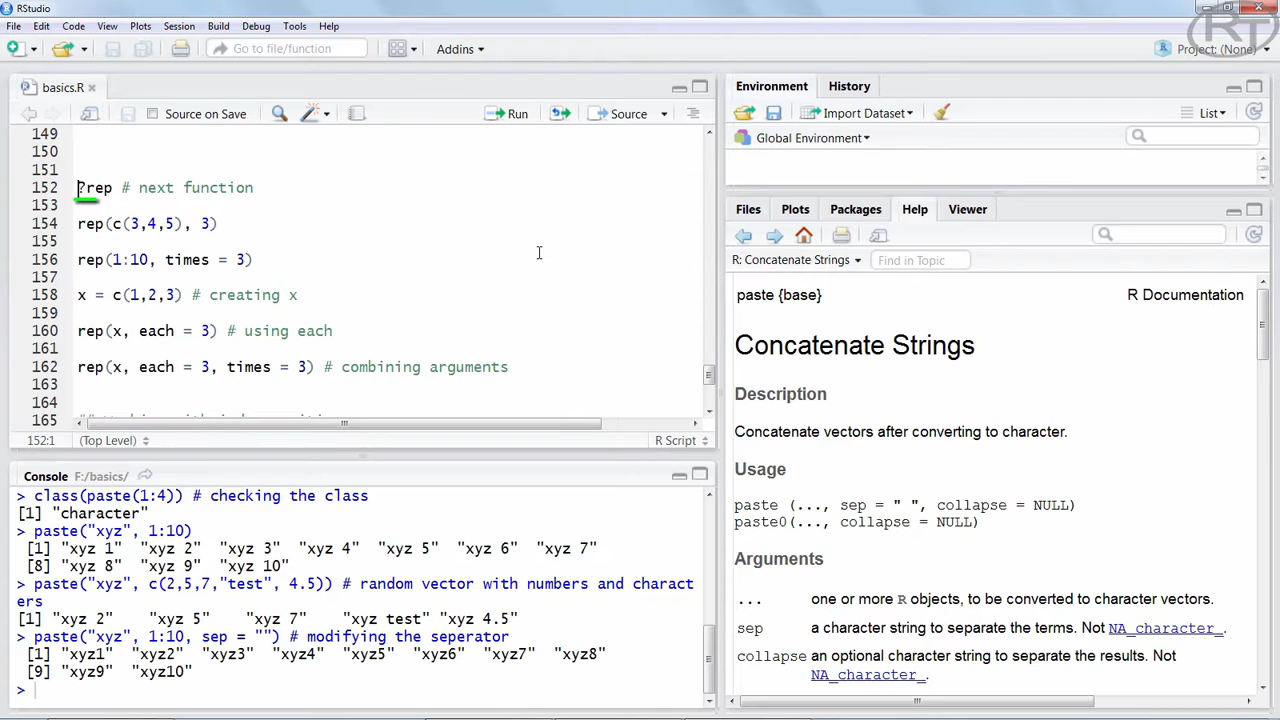 RStudio
File Edit Code View Plots Session Build Debug Tools Help
Go to file/function
Addins
Project: (None)
RT
basics.R
Source on Save
Run
Source
149
150
151
152 ?rep # next function
153
154 rep(c(3,4,5), 3)
155
156 rep(1:10, times = 3)
157
158 x = c(1,2,3) # creating x
159
160 rep(x, each = 3) # using each
161
162 rep(x, each = 3, times = 3) # combining arguments
163
164
165
152:1 (Top Level) R Script
Console F:/basics/
> class(paste(1:4)) # checking the class
[1] "character"
> paste("xyz", 1:10)
[1] "xyz 1" "xyz 2" "xyz 3" "xyz 4" "xyz 5" "xyz 6" "xyz 7"
[8] "xyz 8" "xyz 9" "xyz 10"
> paste("xyz", c(2,5,7,"test", 4.5)) # random vector with numbers and charact
ers
[1] "xyz 2" "xyz 5" "xyz 7" "xyz test" "xyz 4.5"
> paste("xyz", 1:10, sep = "") # modifying the seperator
[1] "xyz1" "xyz2" "xyz3" "xyz4" "xyz5" "xyz6" "xyz7" "xyz8"
[9] "xyz9" "xyz10"
>
Environment History
Import Dataset List
Global Environment
Files Plots Packages Help Viewer
R: Concatenate Strings Find in Topic
paste {base} R Documentation
Concatenate Strings
Description
Concatenate vectors after converting to character.
Usage
paste (..., sep = " ", collapse = NULL)
paste0(..., collapse = NULL)
Arguments
... one or more R objects, to be converted to character vectors.
sep a character string to separate the terms. Not NA_character_.
collapse an optional character string to separate the results. Not
NA_character_.